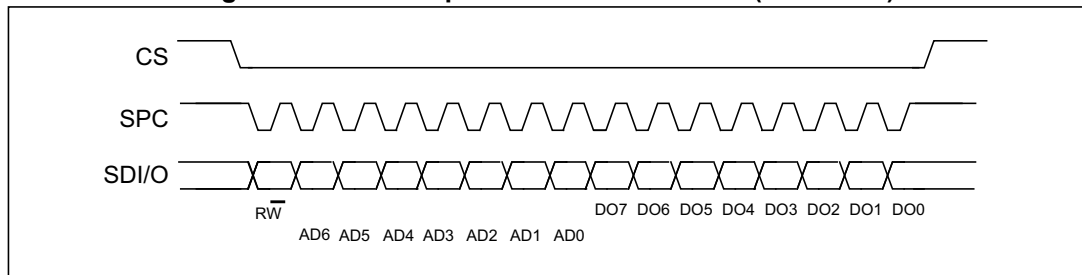 CS
SPC
SDI/O
RW
DO7 DO6 DO5 DO4 DO3 DO2 DO1 DO0
AD6 AD5 AD4 AD3 AD2 AD1 AD0